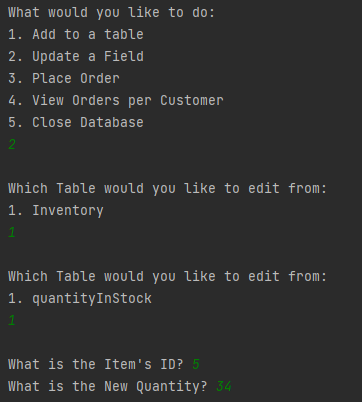 What would you like to do:
1. Add to a table
2. Update a Field
3. Place Order
4. View Orders per Customer
5. Close Database
2
Which Table would you like to edit from:
1. Inventory
1
Which Table would you like to edit from:
1. quantityInStock
1
What is the Item's ID? 5
What is the New Quantity? 34